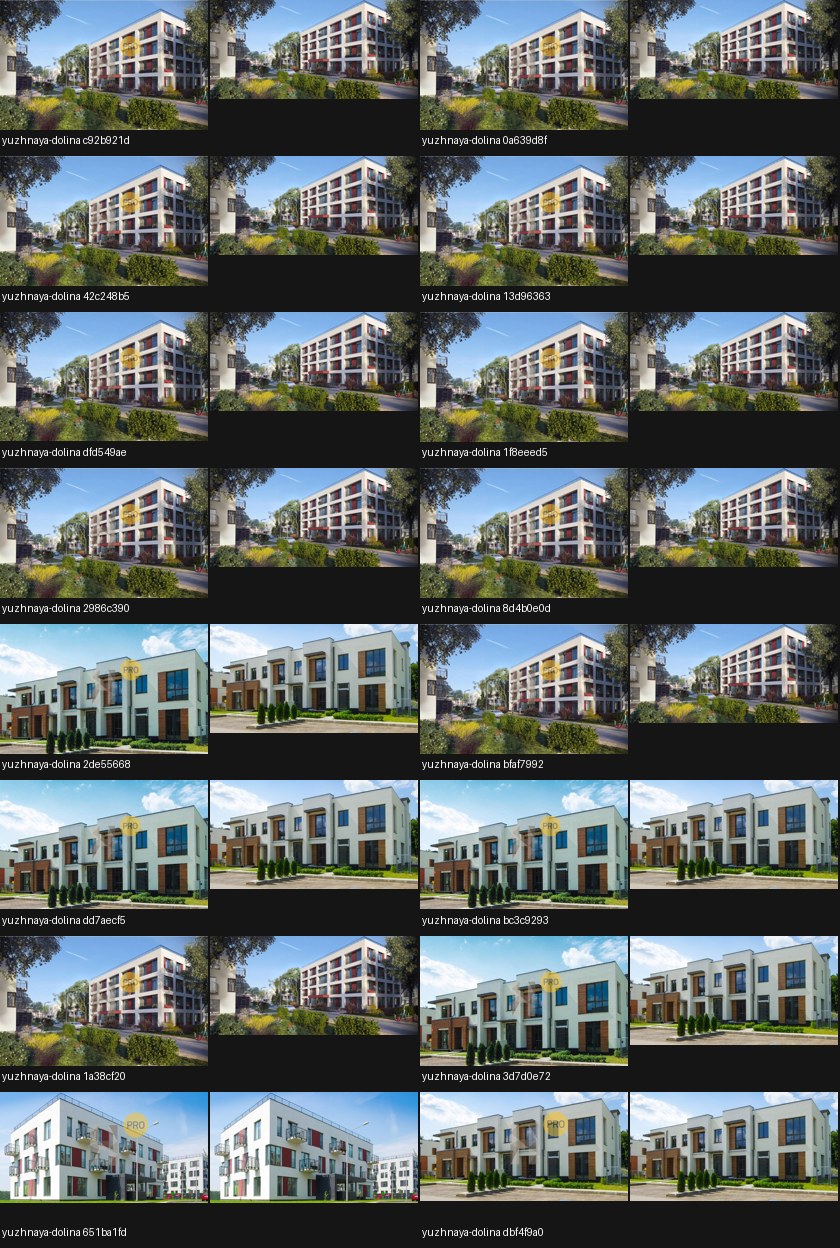 yuzhnaya-dolina c92b921d
yuzhnaya-dolina 0a639d8f
yuzhnaya-dolina 42c248b5
yuzhnaya-dolina 13d96363
yuzhnaya-dolina dfd549ae
yuzhnaya-dolina 1f8eeed5
yuzhnaya-dolina 2986c390
yuzhnaya-dolina 8d4b0e0d
PRO
yuzhnaya-dolina 2de55668
yuzhnaya-dolina bfaf7992
PRO
PRO
yuzhnaya-dolina dd7aecf5
yuzhnaya-dolina bc3c9293
PRO
yuzhnaya-dolina 1a38cf20
yuzhnaya-dolina 3d7d0e72
PRO
PRO
yuzhnaya-dolina 651ba1fd
yuzhnaya-dolina dbf4f9a0